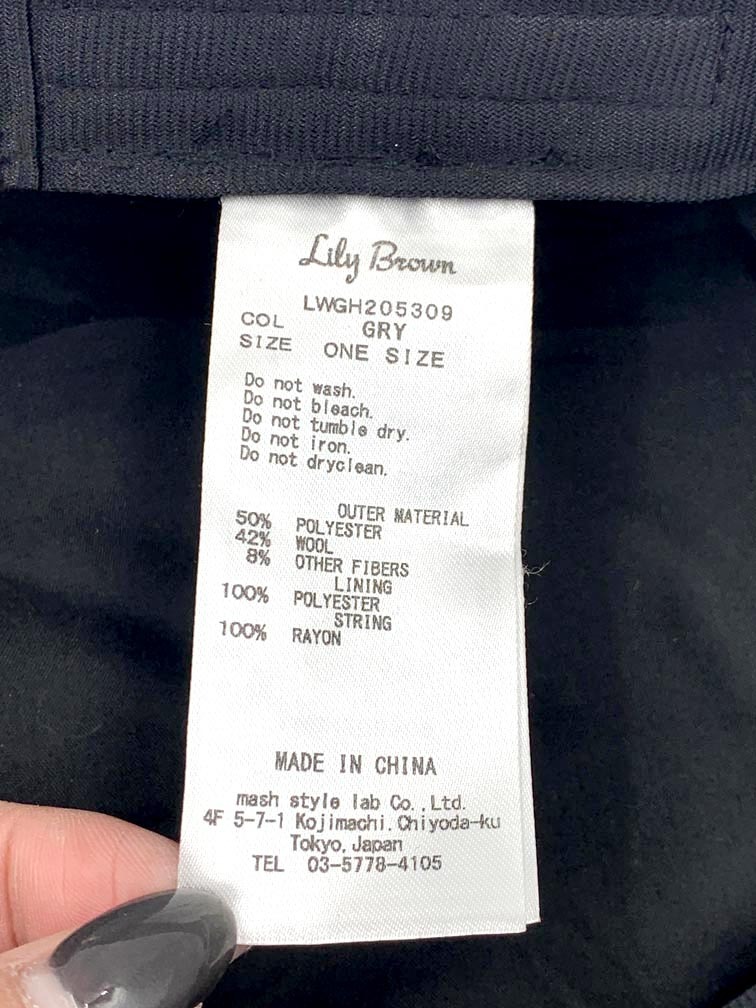 Lily Brown
LWGH205309
COL GRY
SIZE ONE SIZE
Do not wash.
Do not bleach.
Do not tumble dry.
Do not iron.
Do not dryclean.
OUTER MATERIAL
50% POLYESTER
42% WOOL
8% OTHER FIBERS
LINING
100% POLYESTER
STRING
100% RAYON
MADE IN CHINA
mash style lab Co., Ltd.
4F 5-7-1 Kojimachi, Chiyoda-ku
Tokyo, Japan
TEL 03-5778-4105